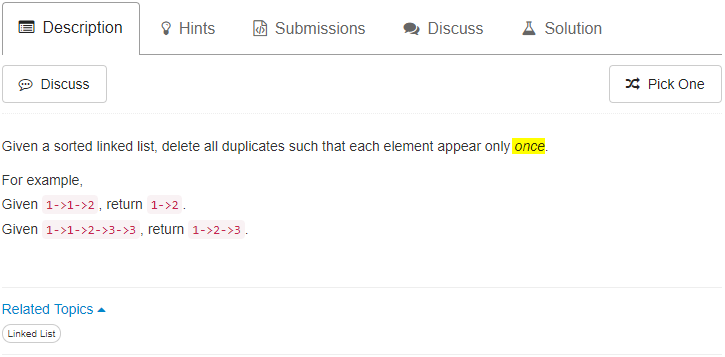 Description Hints Submissions Discuss Solution
Discuss Pick One
Given a sorted linked list, delete all duplicates such that each element appear only once.
For example,
Given 1->1->2 , return 1->2 .
Given 1->1->2->3->3 , return 1->2->3 .
Related Topics
Linked List